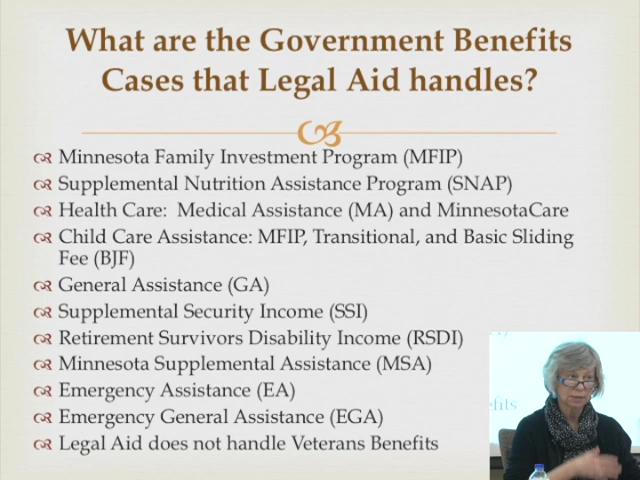 What are the Government Benefits
Cases that Legal Aid handles?
Minnesota Family Investment Program (MFIP)
Supplemental Nutrition Assistance Program (SNAP)
Health Care:  Medical Assistance (MA) and MinnesotaCare
Child Care Assistance: MFIP, Transitional, and Basic Sliding
Fee (BJF)
General Assistance (GA)
Supplemental Security Income (SSI)
Retirement Survivors Disability Income (RSDI)
Minnesota Supplemental Assistance (MSA)
Emergency Assistance (EA)
Emergency General Assistance (EGA)
Legal Aid does not handle Veterans Benefits